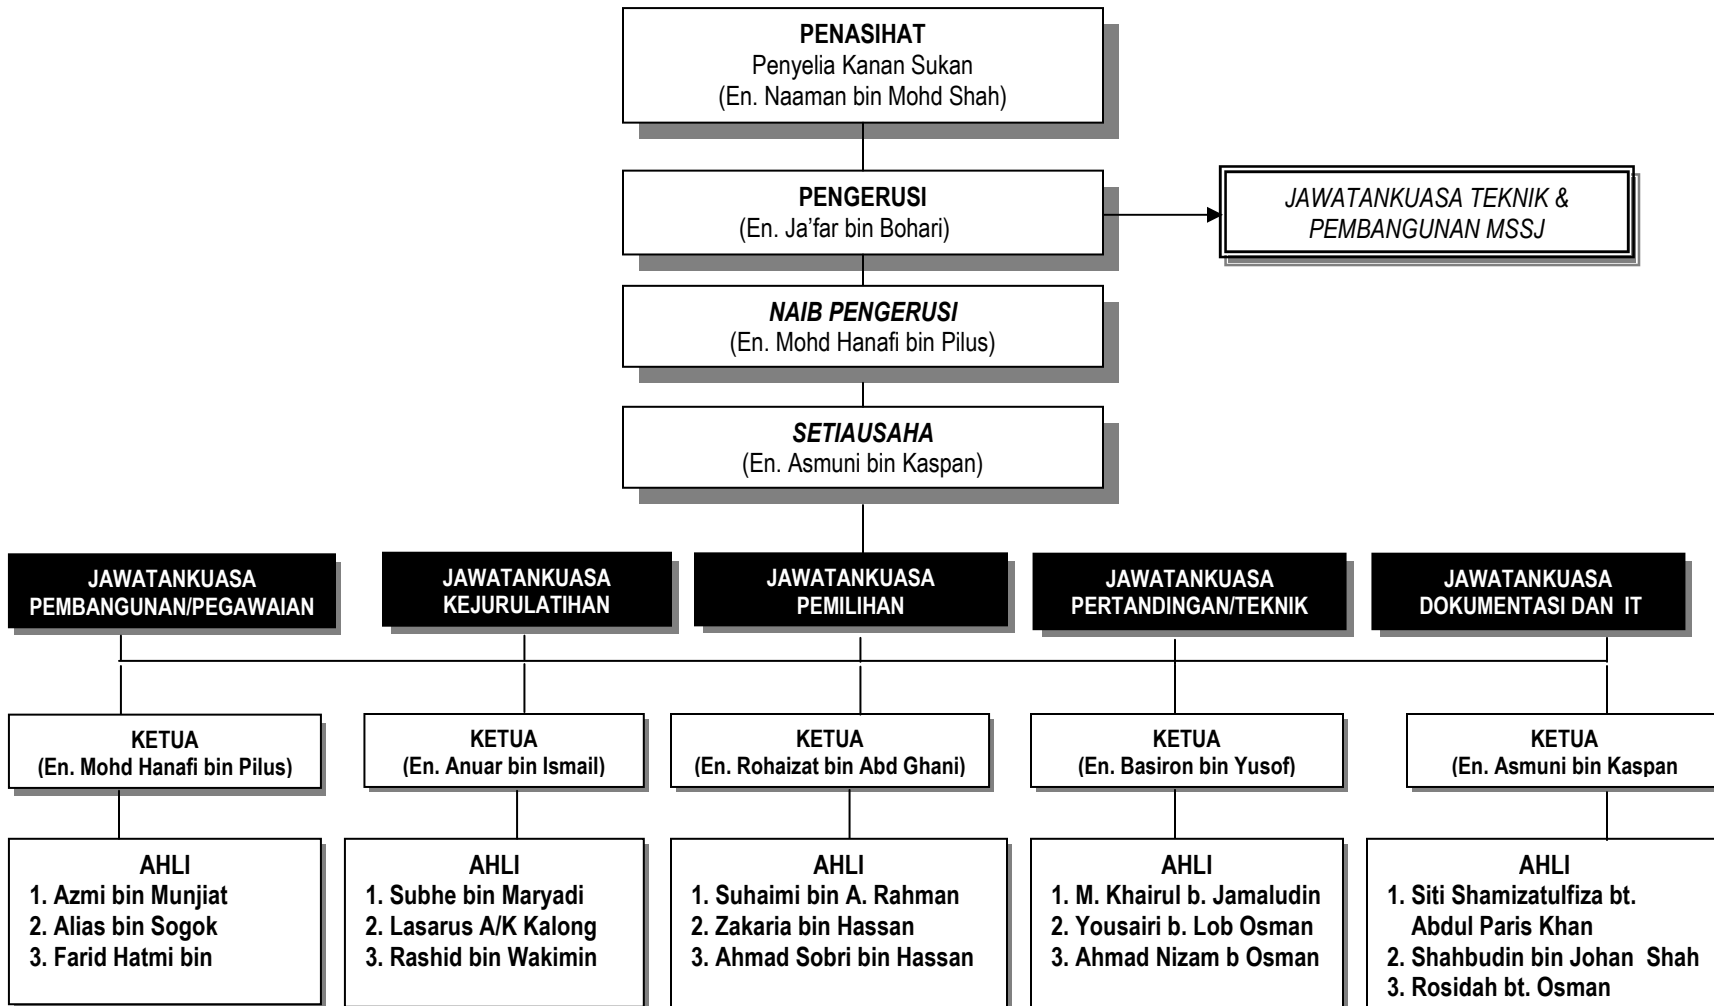 PENASIHAT
Penyelia Kanan Sukan
(En. Naaman bin Mohd Shah)
PENGERUSI
(En. Ja’far bin Bohari)
JAWATANKUASA TEKNIK &
PEMBANGUNAN MSSJ
NAIB PENGERUSI
(En. Mohd Hanafi bin Pilus)
SETIAUSAHA
(En. Asmuni bin Kaspan)
JAWATANKUASA
PEMBANGUNAN/PEGAWAIAN
JAWATANKUASA
KEJURULATIHAN
JAWATANKUASA
PEMILIHAN
JAWATANKUASA
PERTANDINGAN/TEKNIK
JAWATANKUASA
DOKUMENTASI DAN IT
KETUA
(En. Mohd Hanafi bin Pilus)
KETUA
(En. Anuar bin Ismail)
KETUA
(En. Rohaizat bin Abd Ghani)
KETUA
(En. Basiron bin Yusof)
KETUA
(En. Asmuni bin Kaspan
AHLI
1. Azmi bin Munjiat
2. Alias bin Sogok
3. Farid Hatmi bin
AHLI
1. Subhe bin Maryadi
2. Lasarus A/K Kalong
3. Rashid bin Wakimin
AHLI
1. Suhaimi bin A. Rahman
2. Zakaria bin Hassan
3. Ahmad Sobri bin Hassan
AHLI
1. M. Khairul b. Jamaludin
2. Yousairi b. Lob Osman
3. Ahmad Nizam b Osman
AHLI
1. Siti Shamizatulfiza bt.
Abdul Paris Khan
2. Shahbudin bin Johan Shah
3. Rosidah bt. Osman